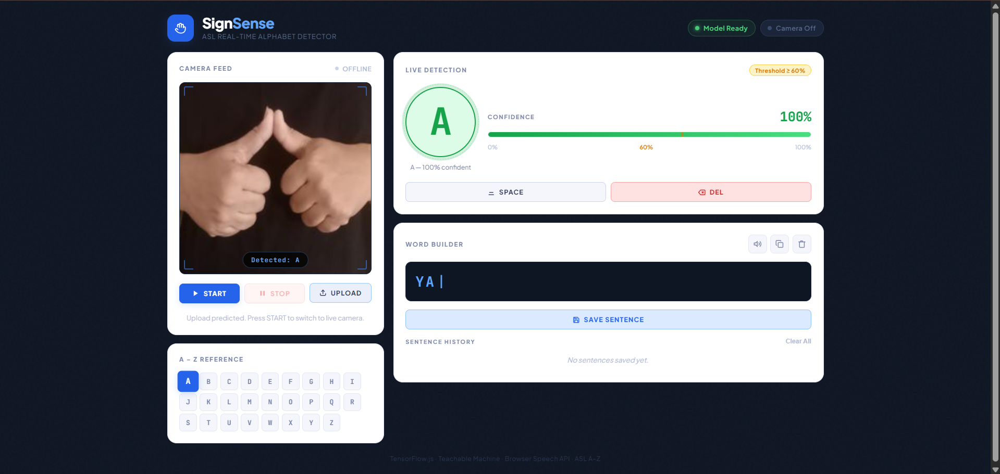 SignSense
ASL REAL-TIME ALPHABET DETECTOR
Model Ready
Camera Off
CAMERA FEED
OFFLINE
Detected: A
START
STOP
UPLOAD
Upload predicted. Press START to switch to live camera.
A – Z REFERENCE
A B C D E F G H I
J K L M N O P Q R
S T U V W X Y Z
LIVE DETECTION
Threshold ≥ 60%
A
CONFIDENCE
100%
0% 60% 100%
A — 100% confident
SPACE
DEL
WORD BUILDER
YA|
SAVE SENTENCE
SENTENCE HISTORY
Clear All
No sentences saved yet.
TensorFlow.js · Teachable Machine · Browser Speech API · ASL A–Z